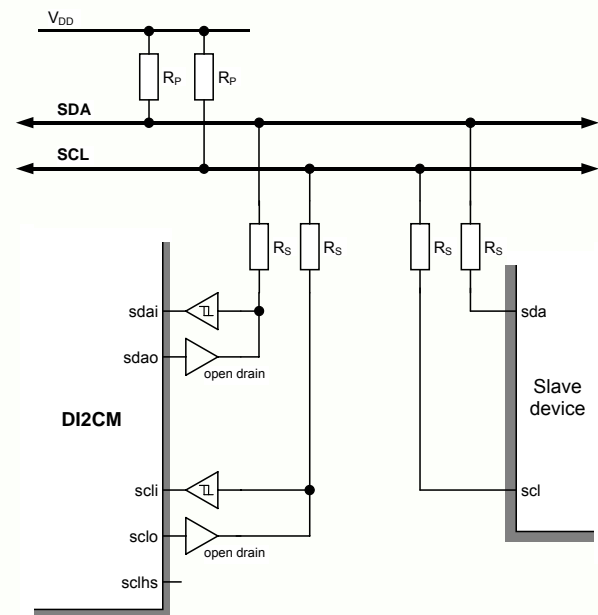 VDD
RP
RP
SDA
SCL
RS
RS
RS
RS
sdai
sda
sdao
open drain
Slave
device
DI2CM
scli
scl
sclo
open drain
sclhs